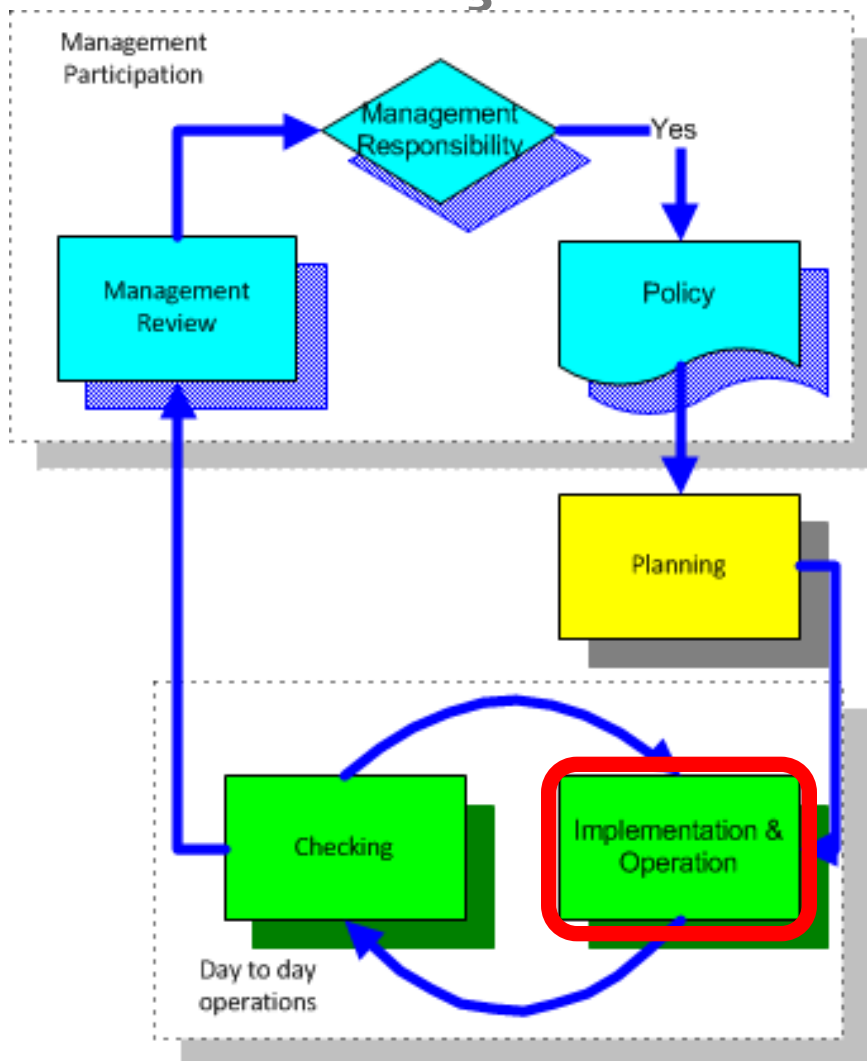 Management
Participation
Management
Responsibility
Yes
Management
Review
Policy
Planning
Checking
Implementation &
Operation
Day to day
operations